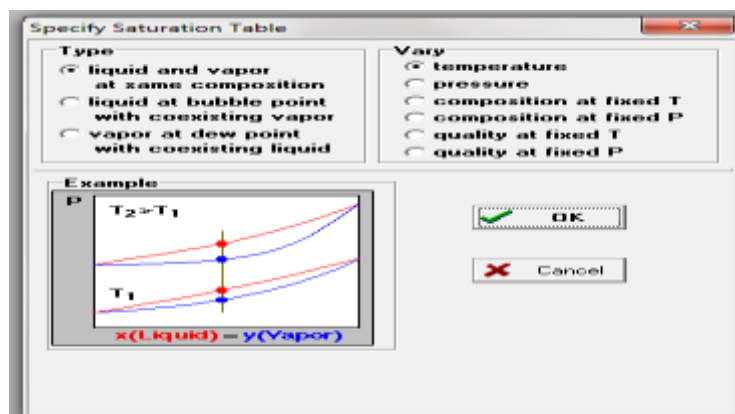 Specify Saturation Table
Type
liquid and vapor
at same composition
liquid at bubble point
with coexisting vapor
vapor at dew point
with coexisting liquid
Vary
temperature
pressure
composition at fixed T
composition at fixed P
quality at fixed T
quality at fixed P
Example
P
T2>T1
T1
x(Liquid) = y(Vapor)
OK
Cancel